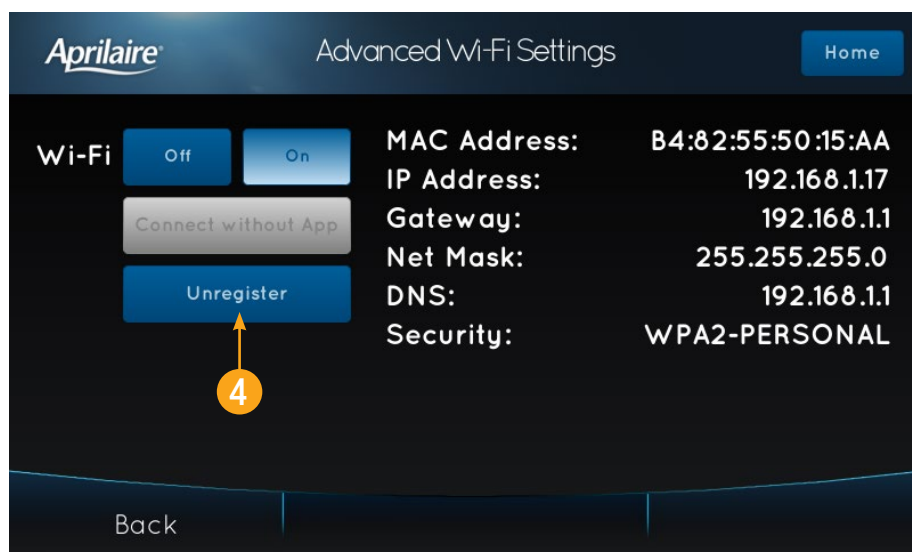 Aprilaire® Advanced Wi-Fi Settings Home
Wi-Fi Off On
Connect without App
Unregister
4
MAC Address: B4:82:55:50:15:AA
IP Address: 192.168.1.17
Gateway: 192.168.1.1
Net Mask: 255.255.255.0
DNS: 192.168.1.1
Security: WPA2-PERSONAL
Back